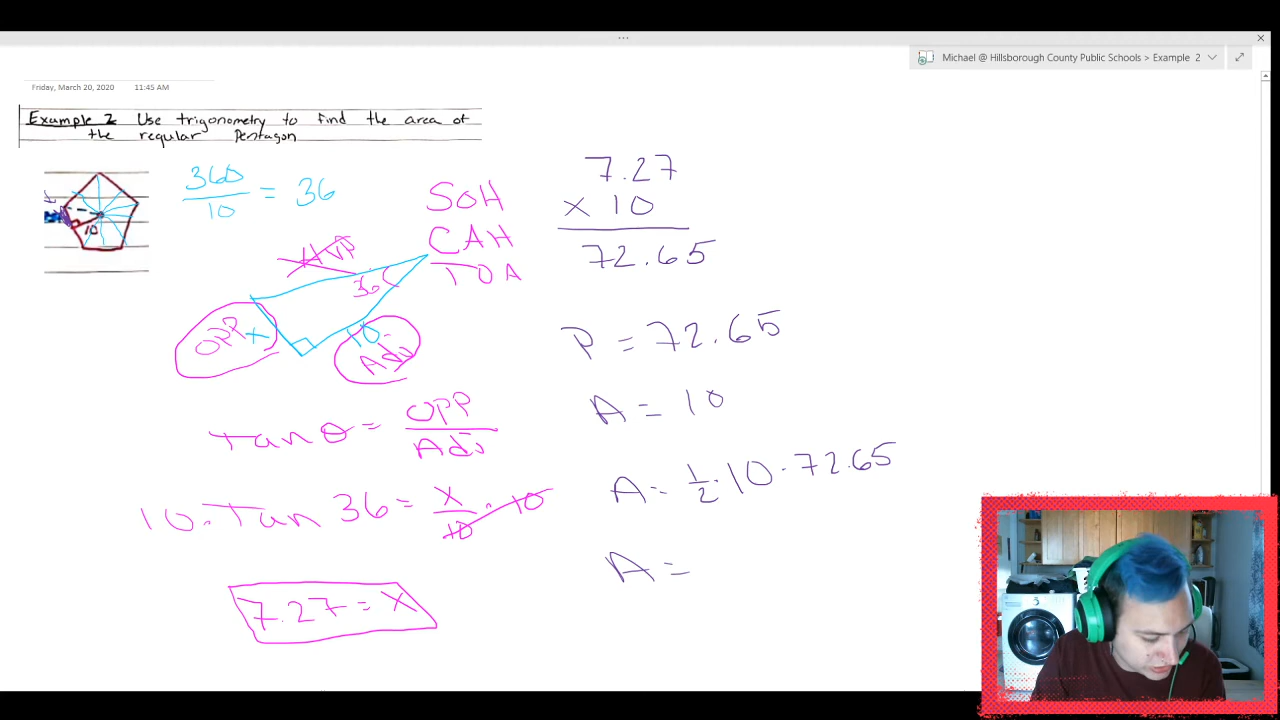 Michael @ Hillsborough County Public Schools > Example 2
Friday, March 20, 2020 11:45 AM
Example 2 Use trigonometry to find the area of
the regular Pentagon
10
360/10 = 36
SOH
CAH
TOA
HYP
36
OPP
x
10
Adj
Tan θ = OPP/Adj
10 · Tan 36 = x/10 · 10
7.27 = x
7.27
x 10
72.65
P = 72.65
A = 10
A = 1/2 · 10 · 72.65
A =